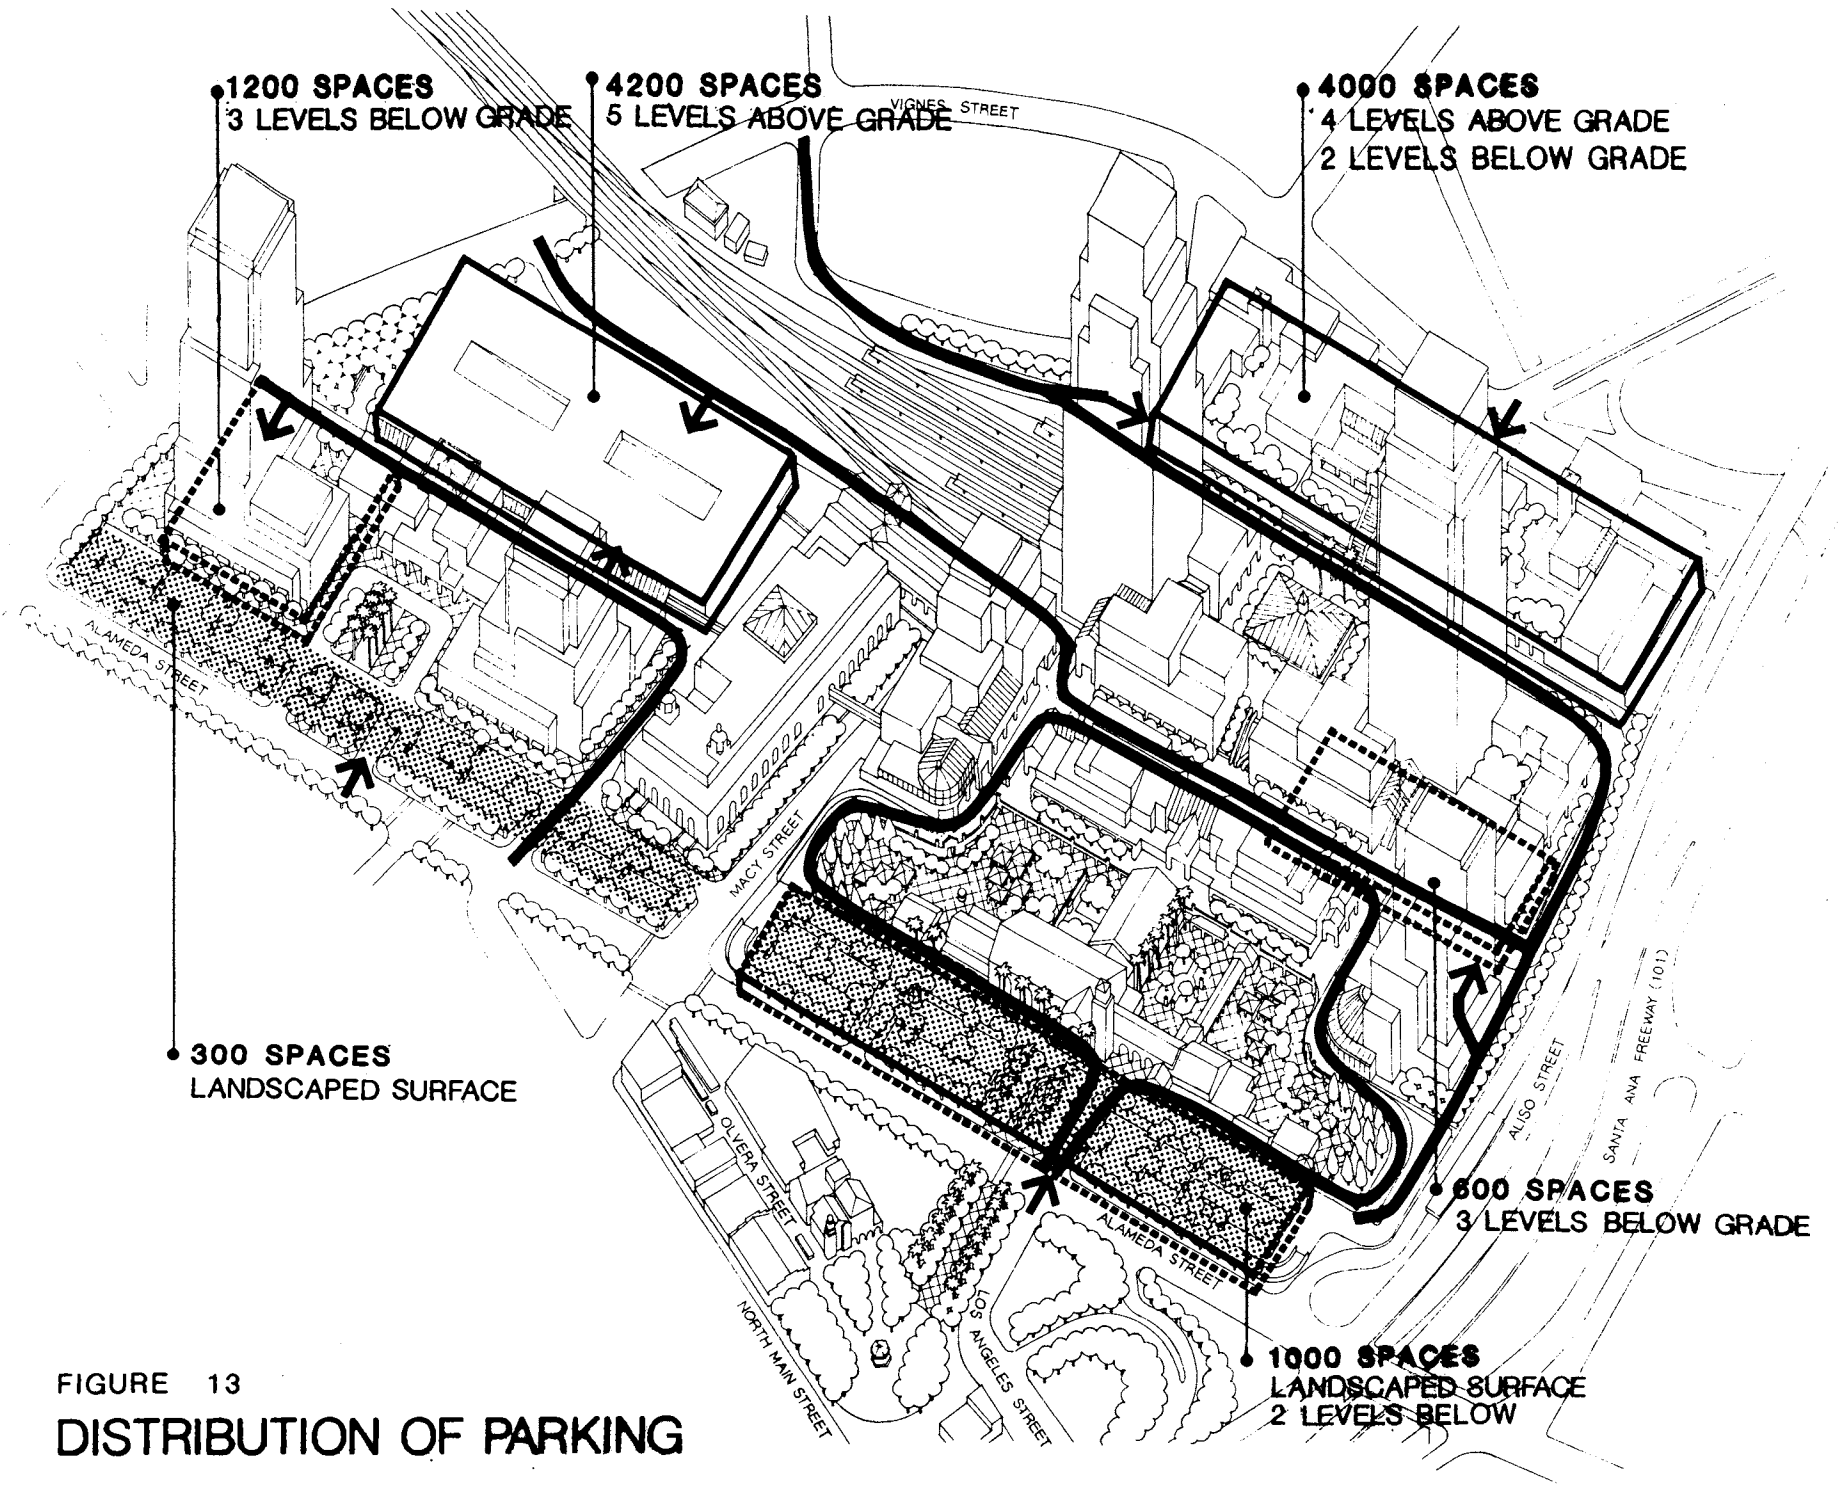 1200 SPACES
3 LEVELS BELOW GRADE
4200 SPACES
5 LEVELS ABOVE GRADE
VIGNES STREET
4000 SPACES
4 LEVELS ABOVE GRADE
2 LEVELS BELOW GRADE
ALAMEDA STREET
MACY STREET
300 SPACES
LANDSCAPED SURFACE
OLVERA STREET
ALISO STREET
SANTA ANA FREEWAY (101)
600 SPACES
3 LEVELS BELOW GRADE
ALAMEDA STREET
NORTH MAIN STREET
LOS ANGELES STREET
1000 SPACES
LANDSCAPED SURFACE
2 LEVELS BELOW
FIGURE 13
DISTRIBUTION OF PARKING